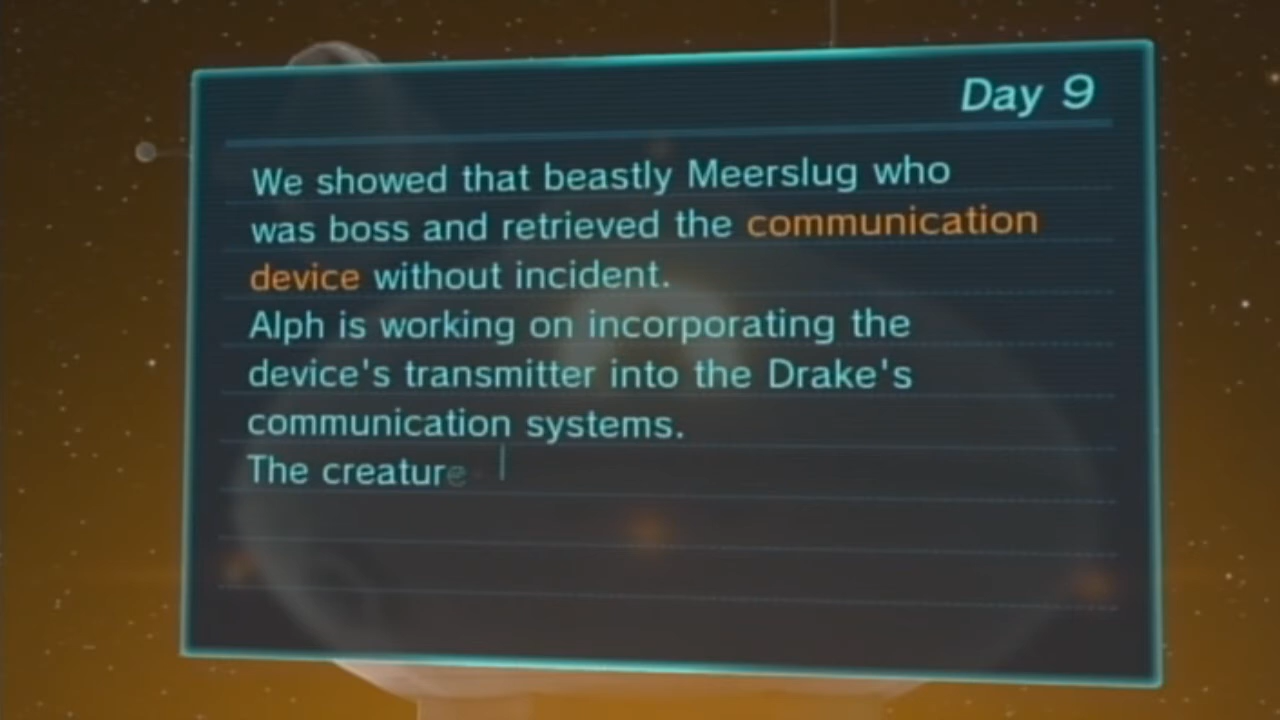 Day 9
We showed that beastly Meerslug who
was boss and retrieved the communication
device without incident.
Alph is working on incorporating the
device's transmitter into the Drake's
communication systems.
The creature